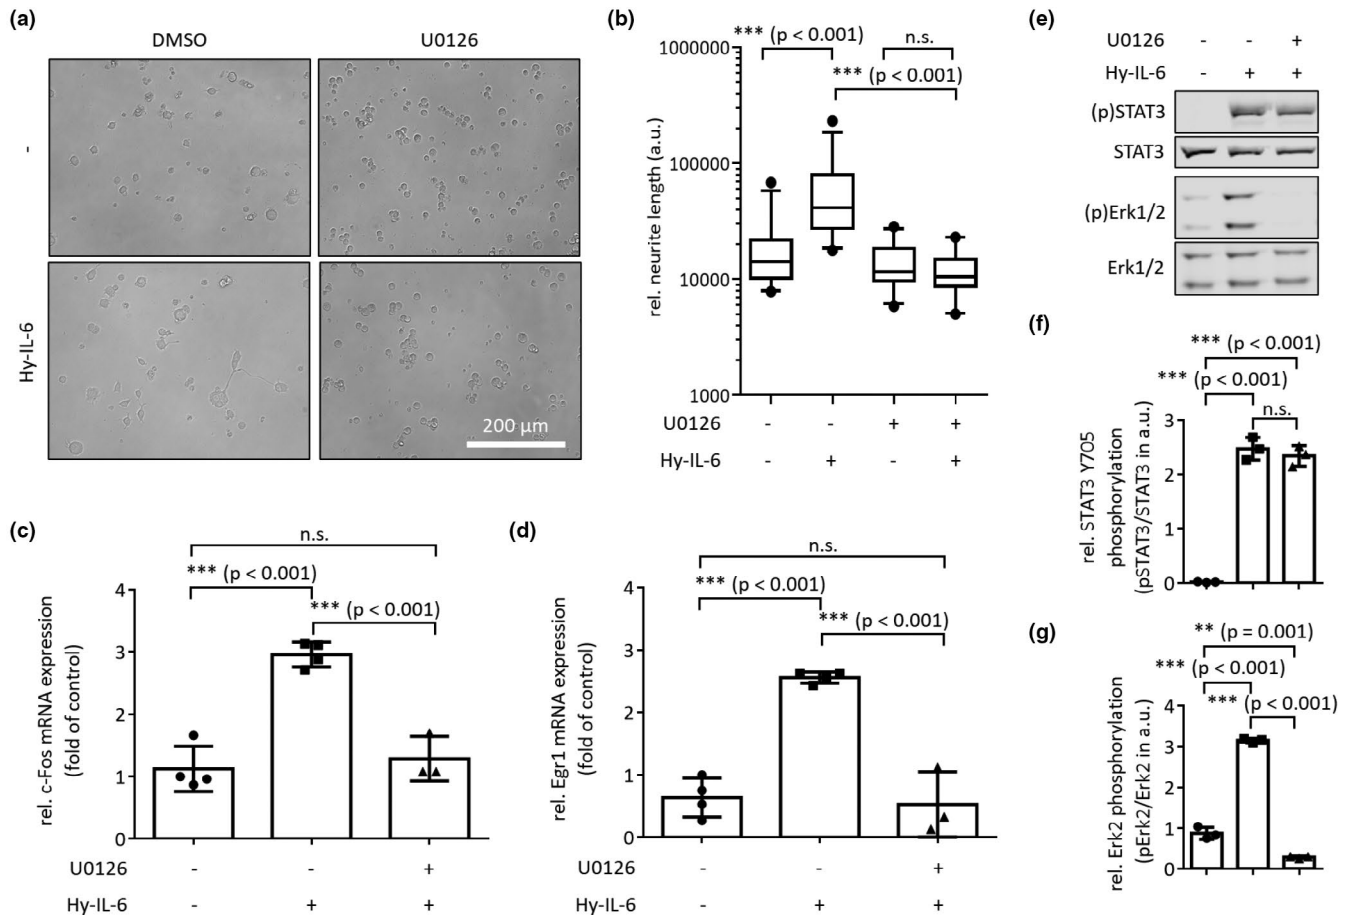 (a)
DMSO
U0126
-
Hy-IL-6
200 µm
(b)
*** (p < 0.001)
n.s.
*** (p < 0.001)
rel. neurite length (a.u.)
1000000
100000
10000
1000
U0126 - - + +
Hy-IL-6 - + - +
(c)
n.s.
*** (p < 0.001)
*** (p < 0.001)
rel. c-Fos mRNA expression
(fold of control)
4
3
2
1
0
U0126 - - +
Hy-IL-6 - + +
(d)
n.s.
*** (p < 0.001)
*** (p < 0.001)
rel. Egr1 mRNA expression
(fold of control)
4
3
2
1
0
- - +
- + +
(e)
U0126 - - +
Hy-IL-6 - + +
(p)STAT3
STAT3
(p)Erk1/2
Erk1/2
(f)
*** (p < 0.001)
*** (p < 0.001)
n.s.
rel. STAT3 Y705
phosphorylation
(pSTAT3/STAT3 in a.u.)
3
2
1
0
(g)
** (p = 0.001)
*** (p < 0.001)
*** (p < 0.001)
rel. Erk2 phosphorylation
(pErk2/Erk2 in a.u.)
4
3
2
1
0